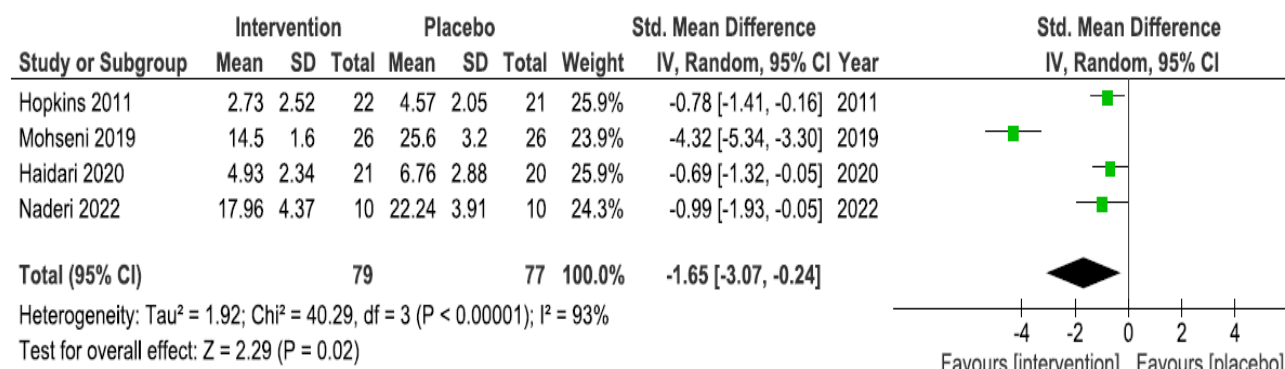 Intervention Placebo Std. Mean Difference Std. Mean Difference
Study or Subgroup Mean SD Total Mean SD Total Weight IV, Random, 95% CI Year IV, Random, 95% CI
Hopkins 2011 2.73 2.52 22 4.57 2.05 21 25.9% -0.78 [-1.41, -0.16] 2011
Mohseni 2019 14.5 1.6 26 25.6 3.2 26 23.9% -4.32 [-5.34, -3.30] 2019
Haidari 2020 4.93 2.34 21 6.76 2.88 20 25.9% -0.69 [-1.32, -0.05] 2020
Naderi 2022 17.96 4.37 10 22.24 3.91 10 24.3% -0.99 [-1.93, -0.05] 2022
Total (95% CI) 79 77 100.0% -1.65 [-3.07, -0.24]
Heterogeneity: Tau² = 1.92; Chi² = 40.29, df = 3 (P < 0.00001); I² = 93%
Test for overall effect: Z = 2.29 (P = 0.02)
-4 -2 0 2 4
Favours [intervention] Favours [placebo]